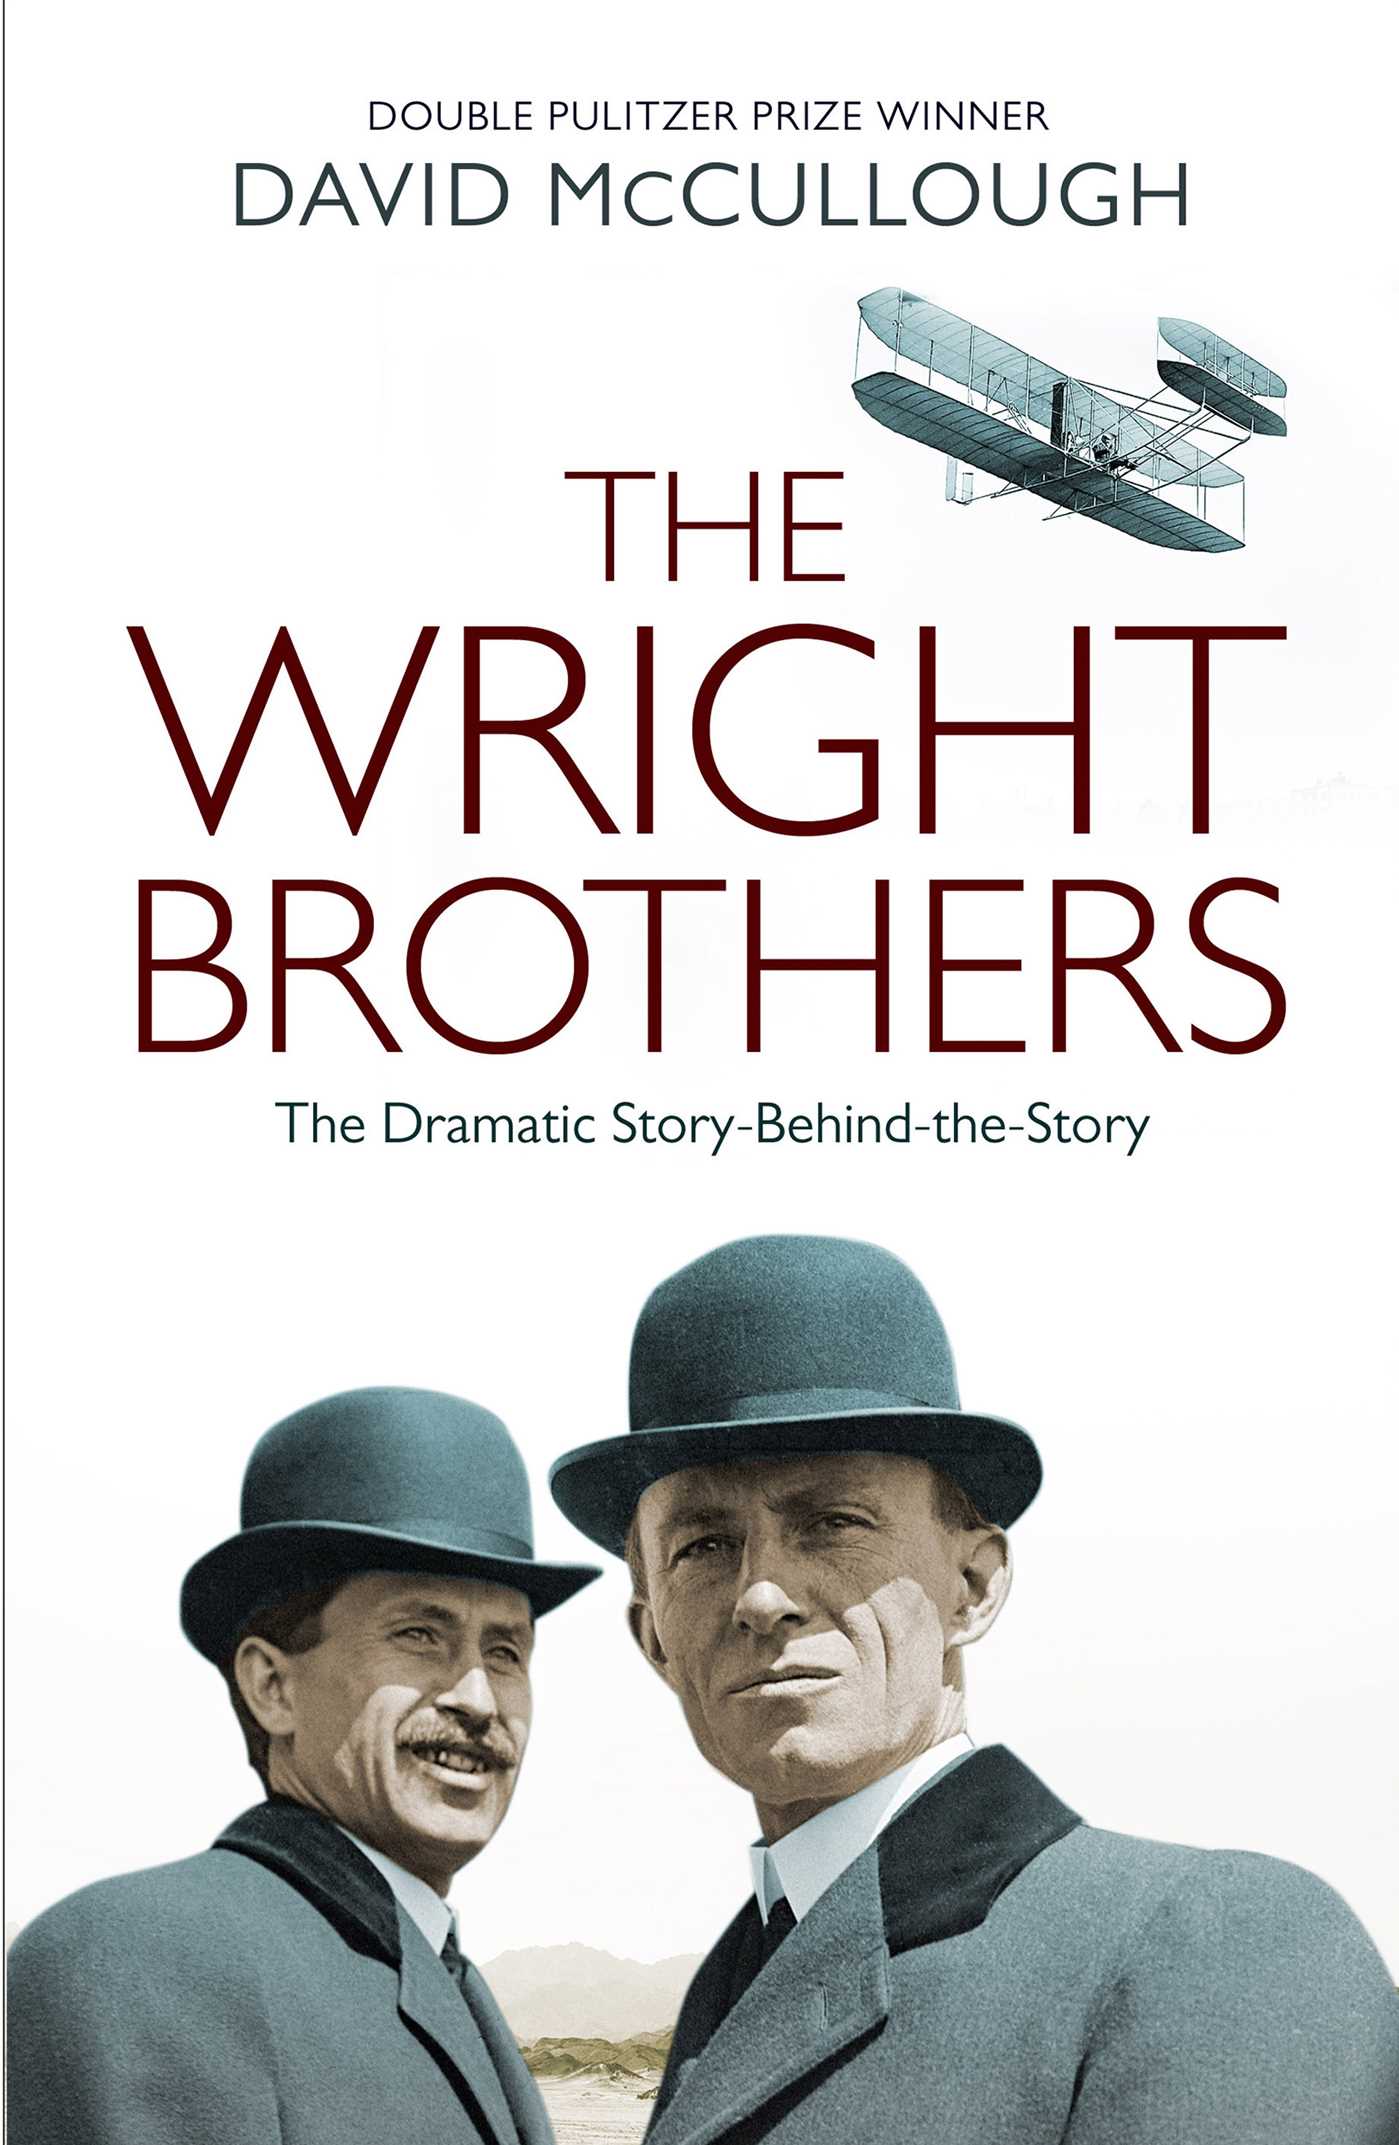 DOUBLE PULITZER PRIZE WINNER
DAVID McCULLOUGH
THE
WRIGHT
BROTHERS
The Dramatic Story-Behind-the-Story